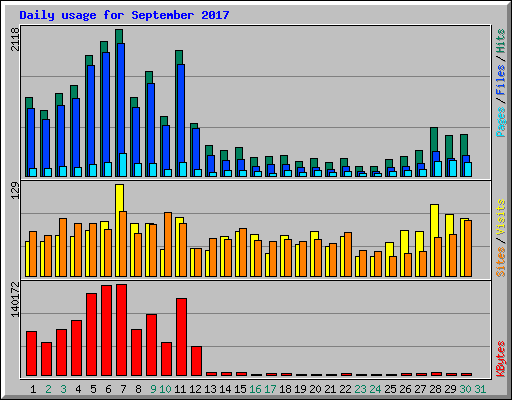 Daily usage for September 2017
2118
Pages / Files / Hits
129
Sites / Visits
140172
KBytes
1 2 3 4 5 6 7 8 9 10 11 12 13 14 15 16 17 18 19 20 21 22 23 24 25 26 27 28 29 30 31